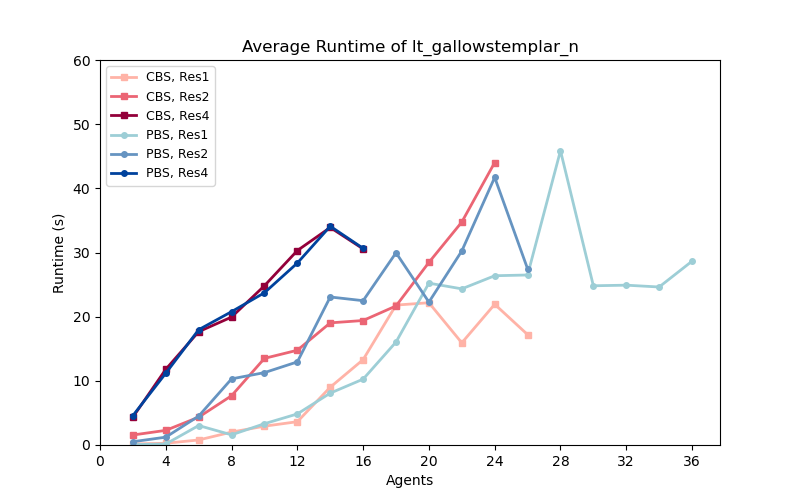 Average Runtime of lt_gallowstemplar_n
60
50
40
30
20
10
0
Runtime (s)
CBS, Res1
CBS, Res2
CBS, Res4
PBS, Res1
PBS, Res2
PBS, Res4
0 4 8 12 16 20 24 28 32 36
Agents